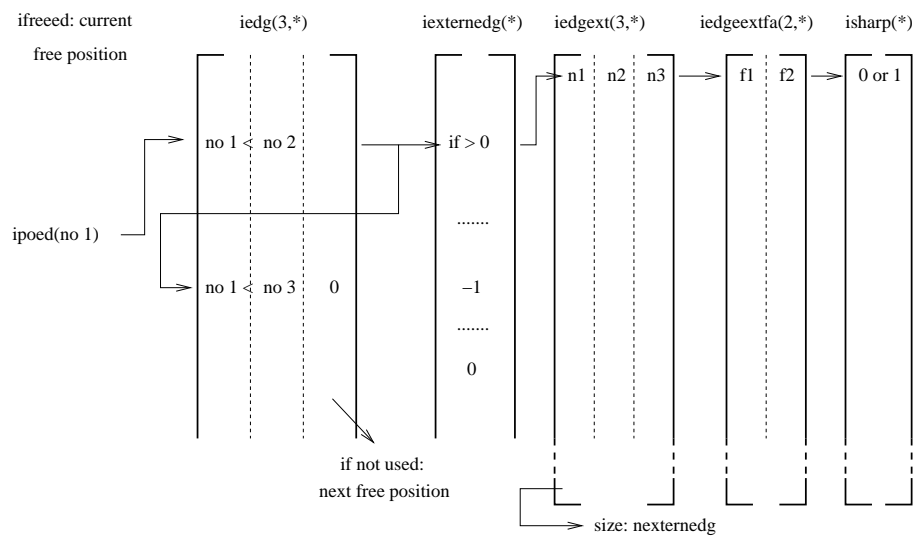 ifreeed: current
free position
iedg(3,*)
iexternedg(*)
iedgext(3,*)
iedgeextfa(2,*)
isharp(*)
n1 n2 n3
f1 f2
0 or 1
no 1 < no 2
if > 0
.......
ipoed(no 1)
no 1 < no 3 0
−1
.......
0
if not used:
next free position
size: nexternedg